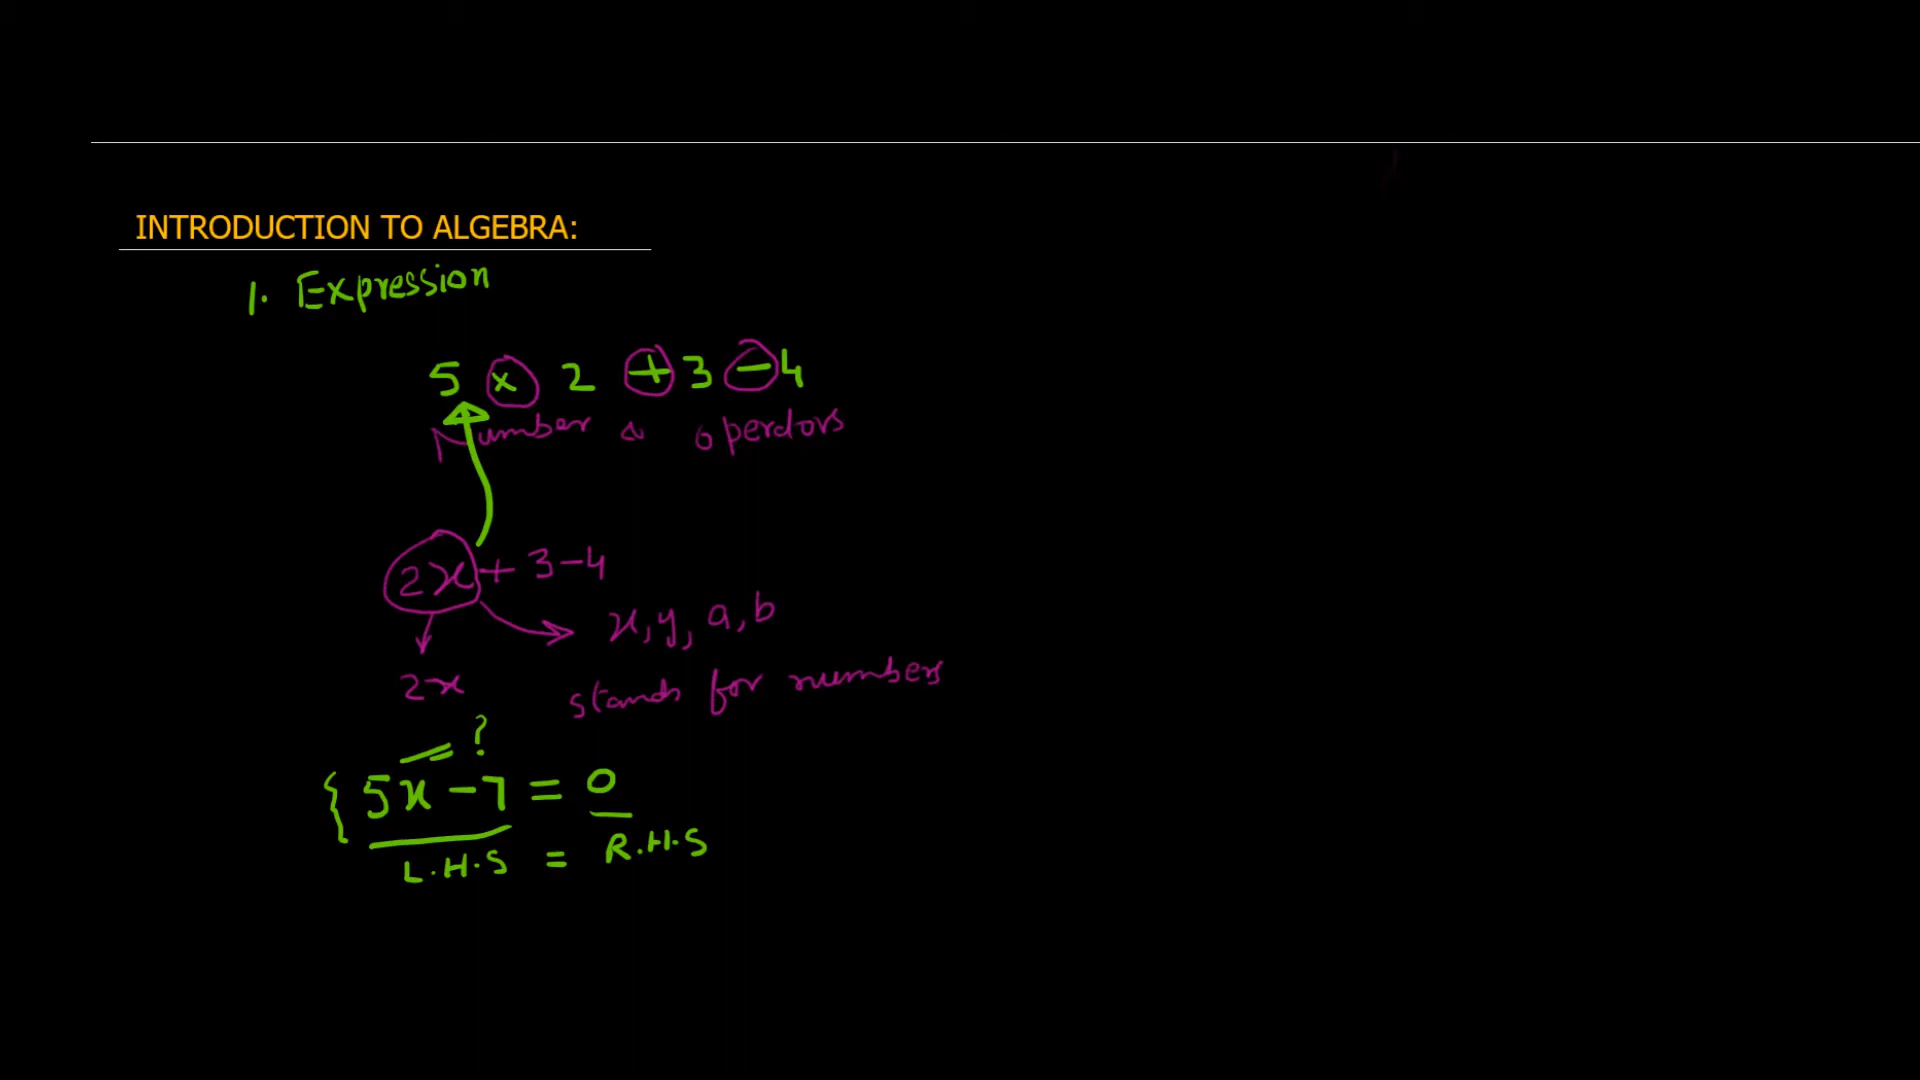 INTRODUCTION TO ALGEBRA:
1. Expression
5 × 2 + 3 - 4
Number & operators
2x + 3 - 4
x, y, a, b
2x
stands for numbers
= ?
{ 5x - 7 = 0
L.H.S = R.H.S